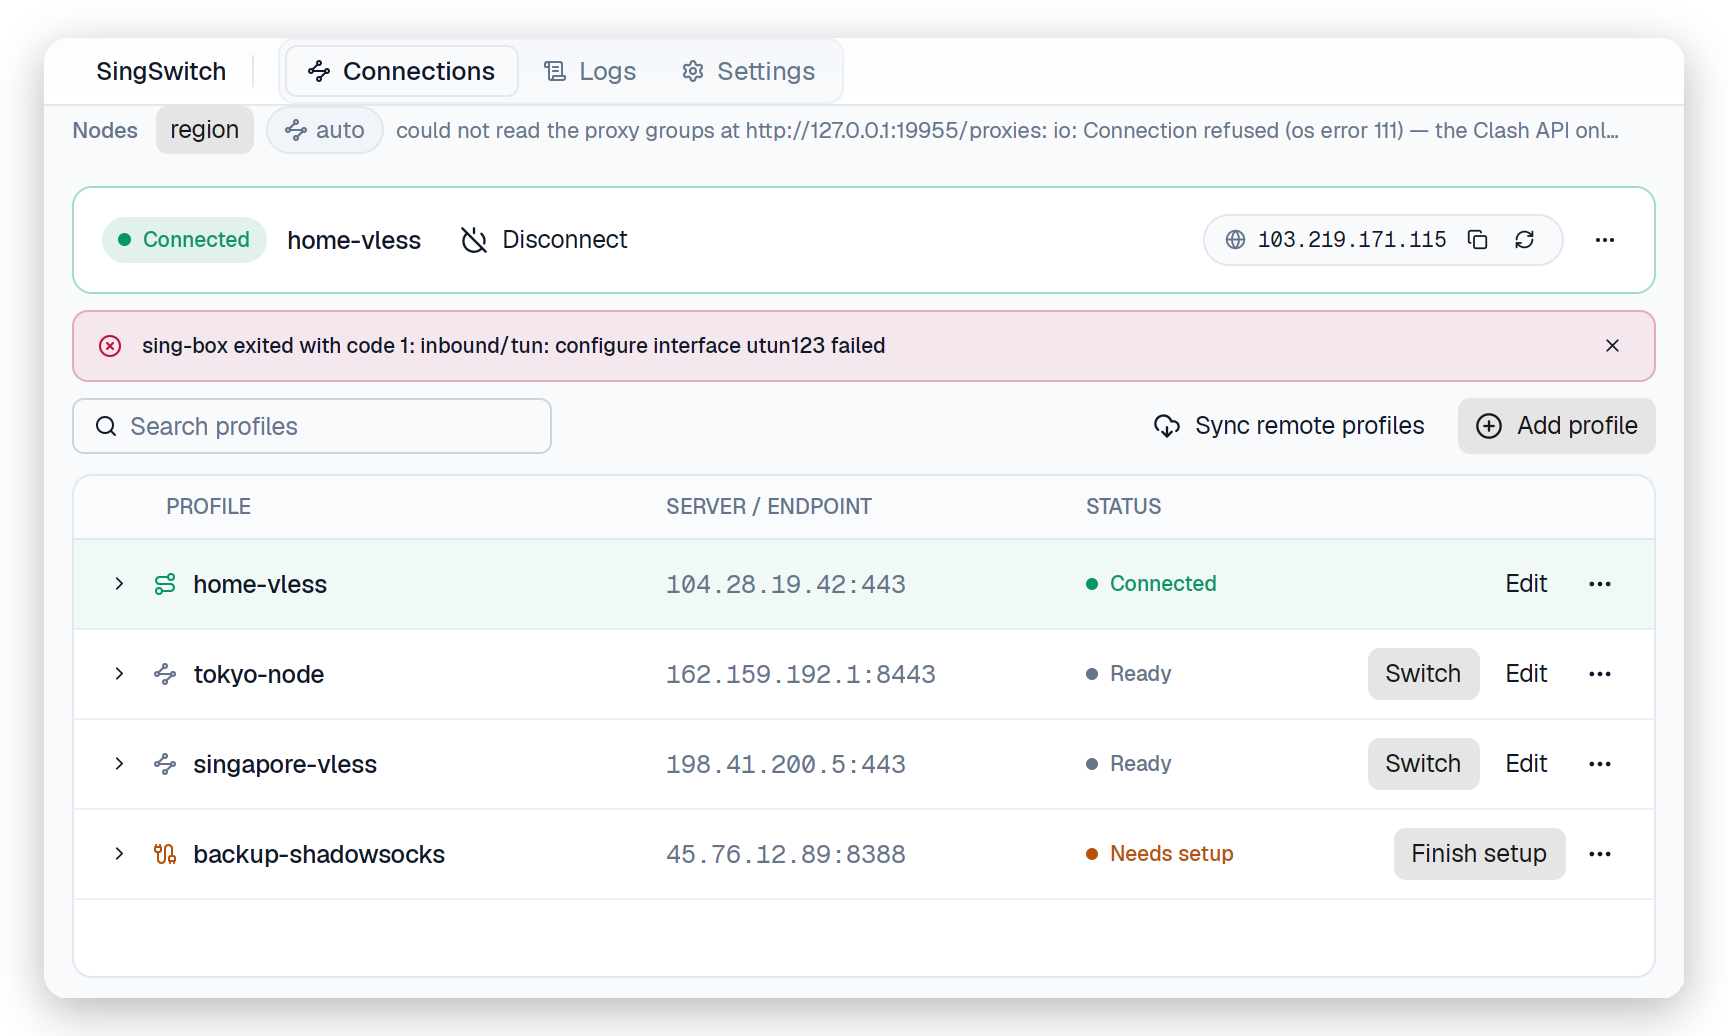 SingSwitch
Connections
Logs
Settings
Nodes
region
auto
could not read the proxy groups at http://127.0.0.1:19955/proxies: io: Connection refused (os error 111) — the Clash API onl...
Connected
home-vless
Disconnect
103.219.171.115
sing-box exited with code 1: inbound/tun: configure interface utun123 failed
Search profiles
Sync remote profiles
Add profile
PROFILE
SERVER / ENDPOINT
STATUS
home-vless
104.28.19.42:443
Connected
Edit
tokyo-node
162.159.192.1:8443
Ready
Switch
Edit
singapore-vless
198.41.200.5:443
Ready
Switch
Edit
backup-shadowsocks
45.76.12.89:8388
Needs setup
Finish setup